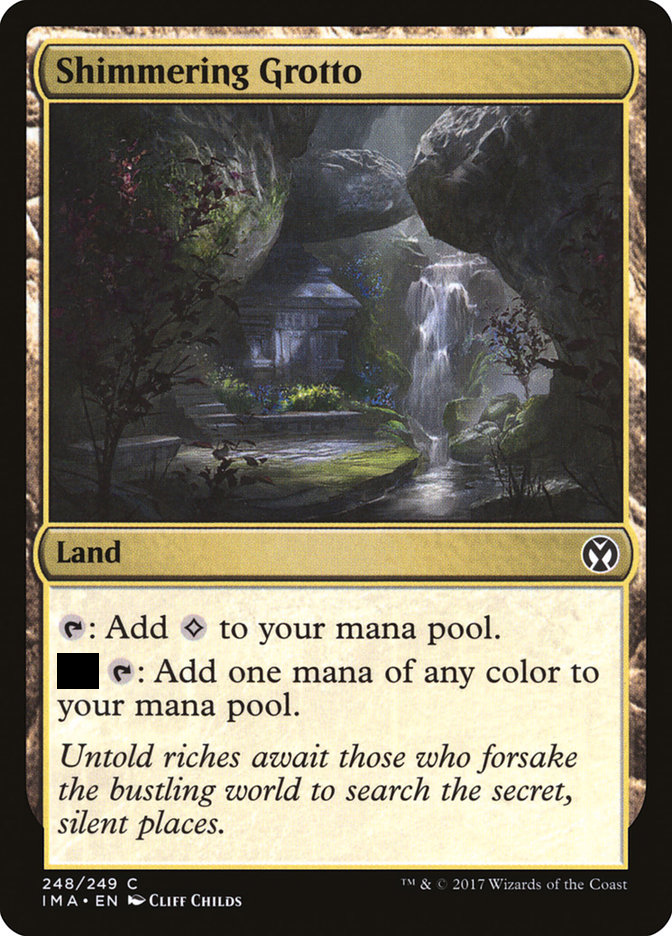 Shimmering Grotto
Land
: Add to your mana pool.
: Add one mana of any color to
your mana pool.
Untold riches await those who forsake
the bustling world to search the secret,
silent places.
248/249 C
IMA • EN Cliff Childs
™ & © 2017 Wizards of the Coast